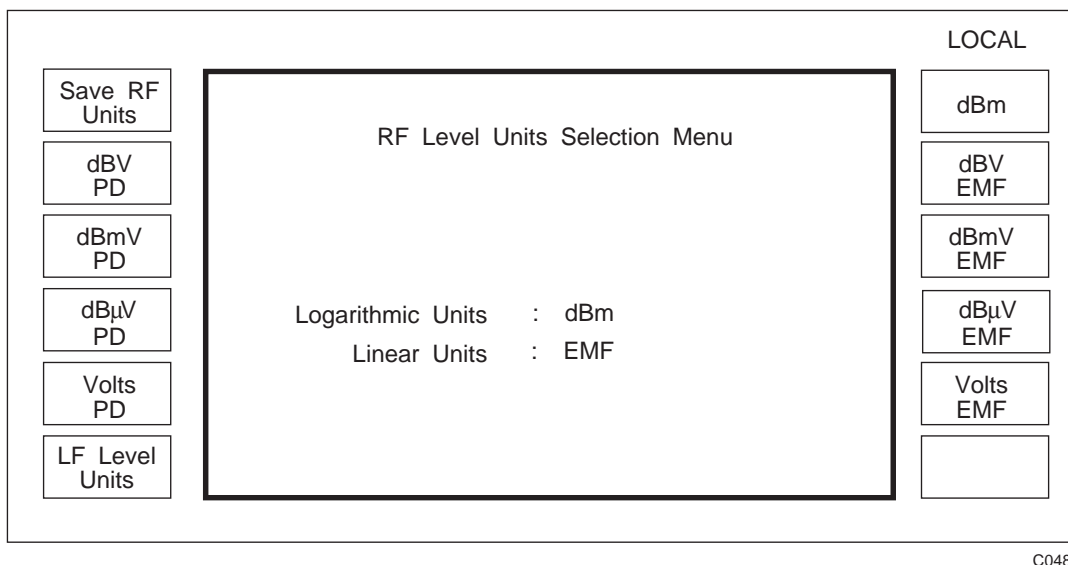 LOCAL
Save RF
Units
dBV
PD
dBmV
PD
dBµV
PD
Volts
PD
LF Level
Units
RF Level Units Selection Menu
Logarithmic Units : dBm
Linear Units : EMF
dBm
dBV
EMF
dBmV
EMF
dBµV
EMF
Volts
EMF
C048